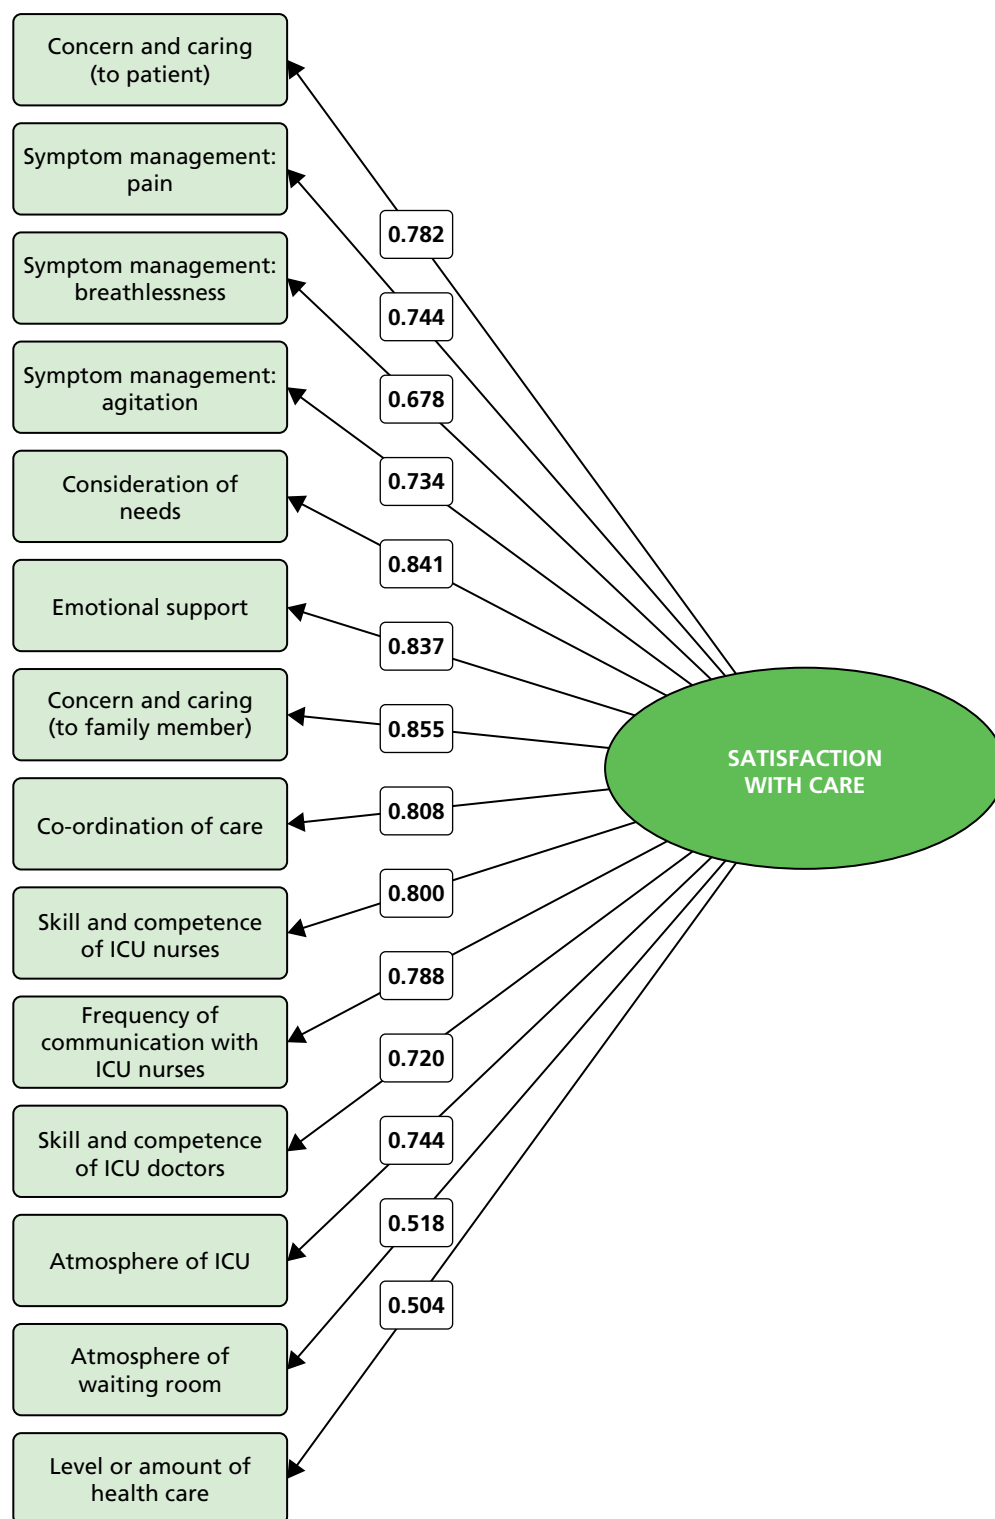 Concern and caring
(to patient)
Symptom management:
pain
Symptom management:
breathlessness
Symptom management:
agitation
Consideration of
needs
Emotional support
Concern and caring
(to family member)
Co-ordination of care
Skill and competence
of ICU nurses
Frequency of
communication with
ICU nurses
Skill and competence
of ICU doctors
Atmosphere of ICU
Atmosphere of
waiting room
Level or amount of
health care
0.782
0.744
0.678
0.734
0.841
0.837
0.855
0.808
0.800
0.788
0.720
0.744
0.518
0.504
SATISFACTION
WITH CARE